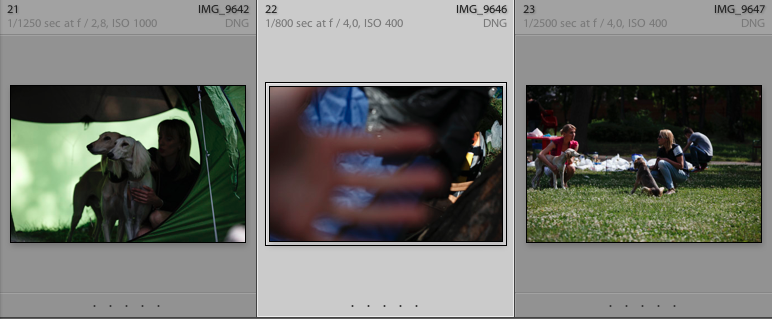 21 IMG_9642
1/1250 sec at f / 2,8, ISO 1000 DNG
22 IMG_9646
1/800 sec at f / 4,0, ISO 400 DNG
23 IMG_9647
1/2500 sec at f / 4,0, ISO 400 DNG